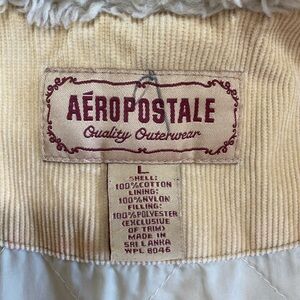 AÉROPOSTALE
Quality Outerwear
L
SHELL:
100%COTTON
LINING:
100%NYLON
FILLING:
100%POLYESTER
(EXCLUSIVE
OF TRIM)
MADE IN
SRI LANKA
WPL 8046